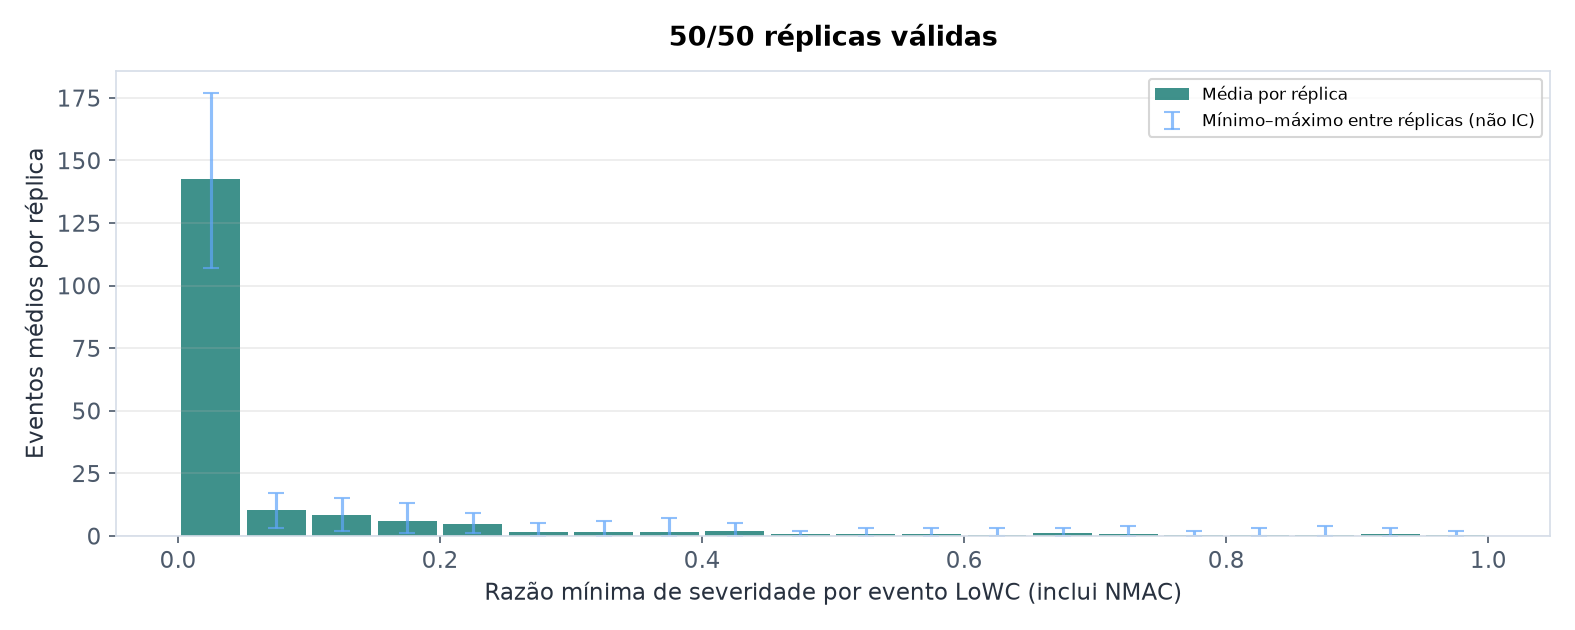 50/50 réplicas válidas
Média por réplica
Mínimo–máximo entre réplicas (não IC)
Eventos médios por réplica
175
150
125
100
75
50
25
0
0.0 0.2 0.4 0.6 0.8 1.0
Razão mínima de severidade por evento LoWC (inclui NMAC)